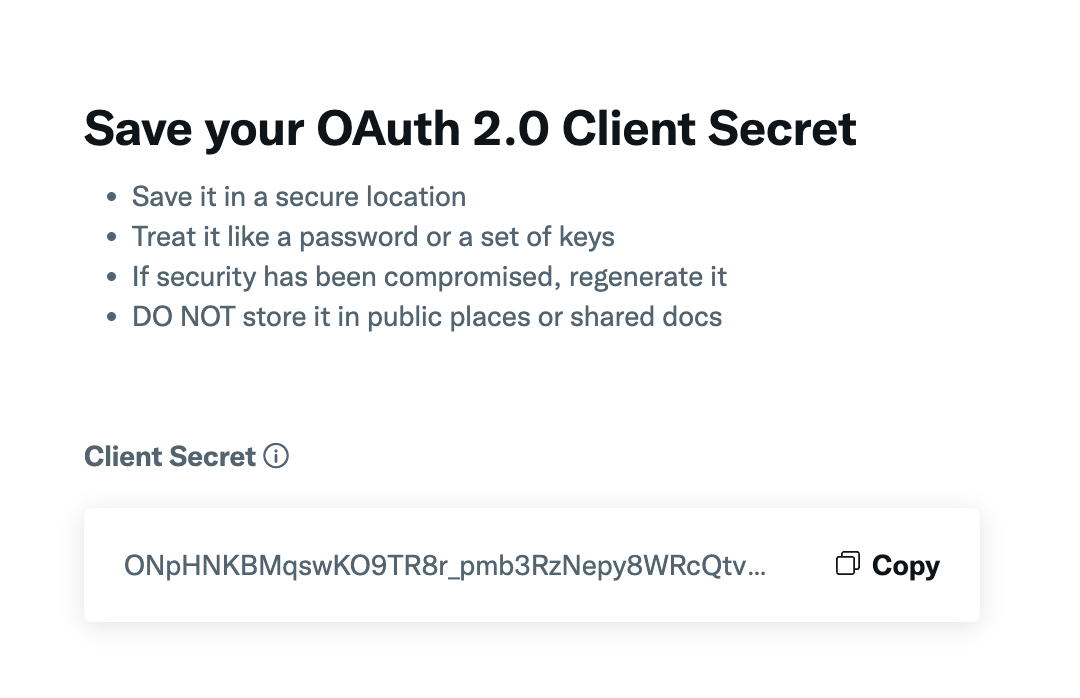 Save your OAuth 2.0 Client Secret
• Save it in a secure location
• Treat it like a password or a set of keys
• If security has been compromised, regenerate it
• DO NOT store it in public places or shared docs
Client Secret
ONpHNKBMqswKO9TR8r_pmb3RzNepy8WRcQtv...
Copy